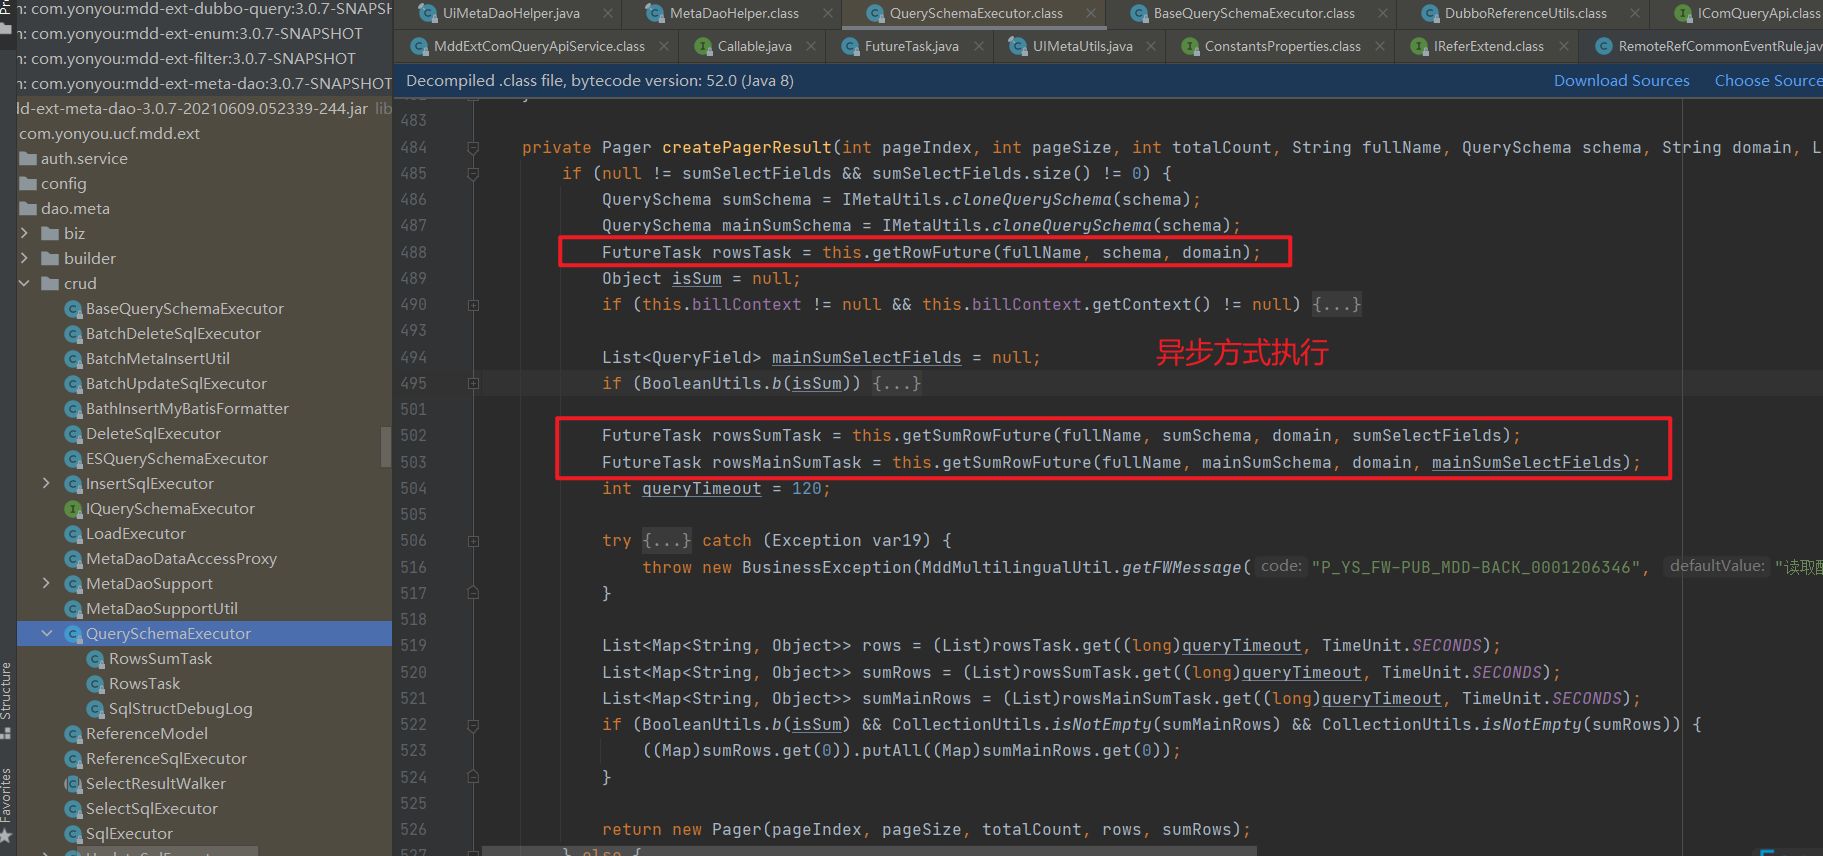 n: com.yonyou:mdd-ext-dubbo-query:3.0.7-SNAPSH
n: com.yonyou:mdd-ext-enum:3.0.7-SNAPSHOT
n: com.yonyou:mdd-ext-filter:3.0.7-SNAPSHOT
n: com.yonyou:mdd-ext-meta-dao:3.0.7-SNAPSHOT
dd-ext-meta-dao-3.0.7-20210609.052339-244.jar lib
com.yonyou.ucf.mdd.ext
auth.service
config
dao.meta
biz
builder
crud
BaseQuerySchemaExecutor
BatchDeleteSqlExecutor
BatchMetaInsertUtil
BatchUpdateSqlExecutor
BathInsertMyBatisFormatter
DeleteSqlExecutor
ESQuerySchemaExecutor
InsertSqlExecutor
IQuerySchemaExecutor
LoadExecutor
MetaDaoDataAccessProxy
MetaDaoSupport
MetaDaoSupportUtil
QuerySchemaExecutor
RowsSumTask
RowsTask
SqlStructDebugLog
ReferenceModel
ReferenceSqlExecutor
SelectResultWalker
SelectSqlExecutor
SqlExecutor
Structure
Favorites
UiMetaDaoHelper.java MetaDaoHelper.class QuerySchemaExecutor.class BaseQuerySchemaExecutor.class DubboReferenceUtils.class IComQueryApi.class
MddExtComQueryApiService.class Callable.java FutureTask.java UIMetaUtils.java ConstantsProperties.class IReferExtend.class RemoteRefCommonEventRule.jav
Decompiled .class file, bytecode version: 52.0 (Java 8) Download Sources Choose Source
483
484 private Pager createPagerResult(int pageIndex, int pageSize, int totalCount, String fullName, QuerySchema schema, String domain, L
485 if (null != sumSelectFields && sumSelectFields.size() != 0) {
486 QuerySchema sumSchema = IMetaUtils.cloneQuerySchema(schema);
487 QuerySchema mainSumSchema = IMetaUtils.cloneQuerySchema(schema);
488 FutureTask rowsTask = this.getRowFuture(fullName, schema, domain);
489 Object isSum = null;
490 if (this.billContext != null && this.billContext.getContext() != null) {...}
493
494 List<QueryField> mainSumSelectFields = null;
异步方式执行
495 if (BooleanUtils.b(isSum)) {...}
501
502 FutureTask rowsSumTask = this.getSumRowFuture(fullName, sumSchema, domain, sumSelectFields);
503 FutureTask rowsMainSumTask = this.getSumRowFuture(fullName, mainSumSchema, domain, mainSumSelectFields);
504 int queryTimeout = 120;
505
506 try {...} catch (Exception var19) {
516 throw new BusinessException(MddMultilingualUtil.getFWMessage( code: "P_YS_FW-PUB_MDD-BACK_0001206346", defaultValue: "读取
517 }
518
519 List<Map<String, Object>> rows = (List)rowsTask.get((long)queryTimeout, TimeUnit.SECONDS);
520 List<Map<String, Object>> sumRows = (List)rowsSumTask.get((long)queryTimeout, TimeUnit.SECONDS);
521 List<Map<String, Object>> sumMainRows = (List)rowsMainSumTask.get((long)queryTimeout, TimeUnit.SECONDS);
522 if (BooleanUtils.b(isSum) && CollectionUtils.isNotEmpty(sumMainRows) && CollectionUtils.isNotEmpty(sumRows)) {
523 ((Map)sumRows.get(0)).putAll((Map)sumMainRows.get(0));
524 }
525
526 return new Pager(pageIndex, pageSize, totalCount, rows, sumRows);
527 } else {